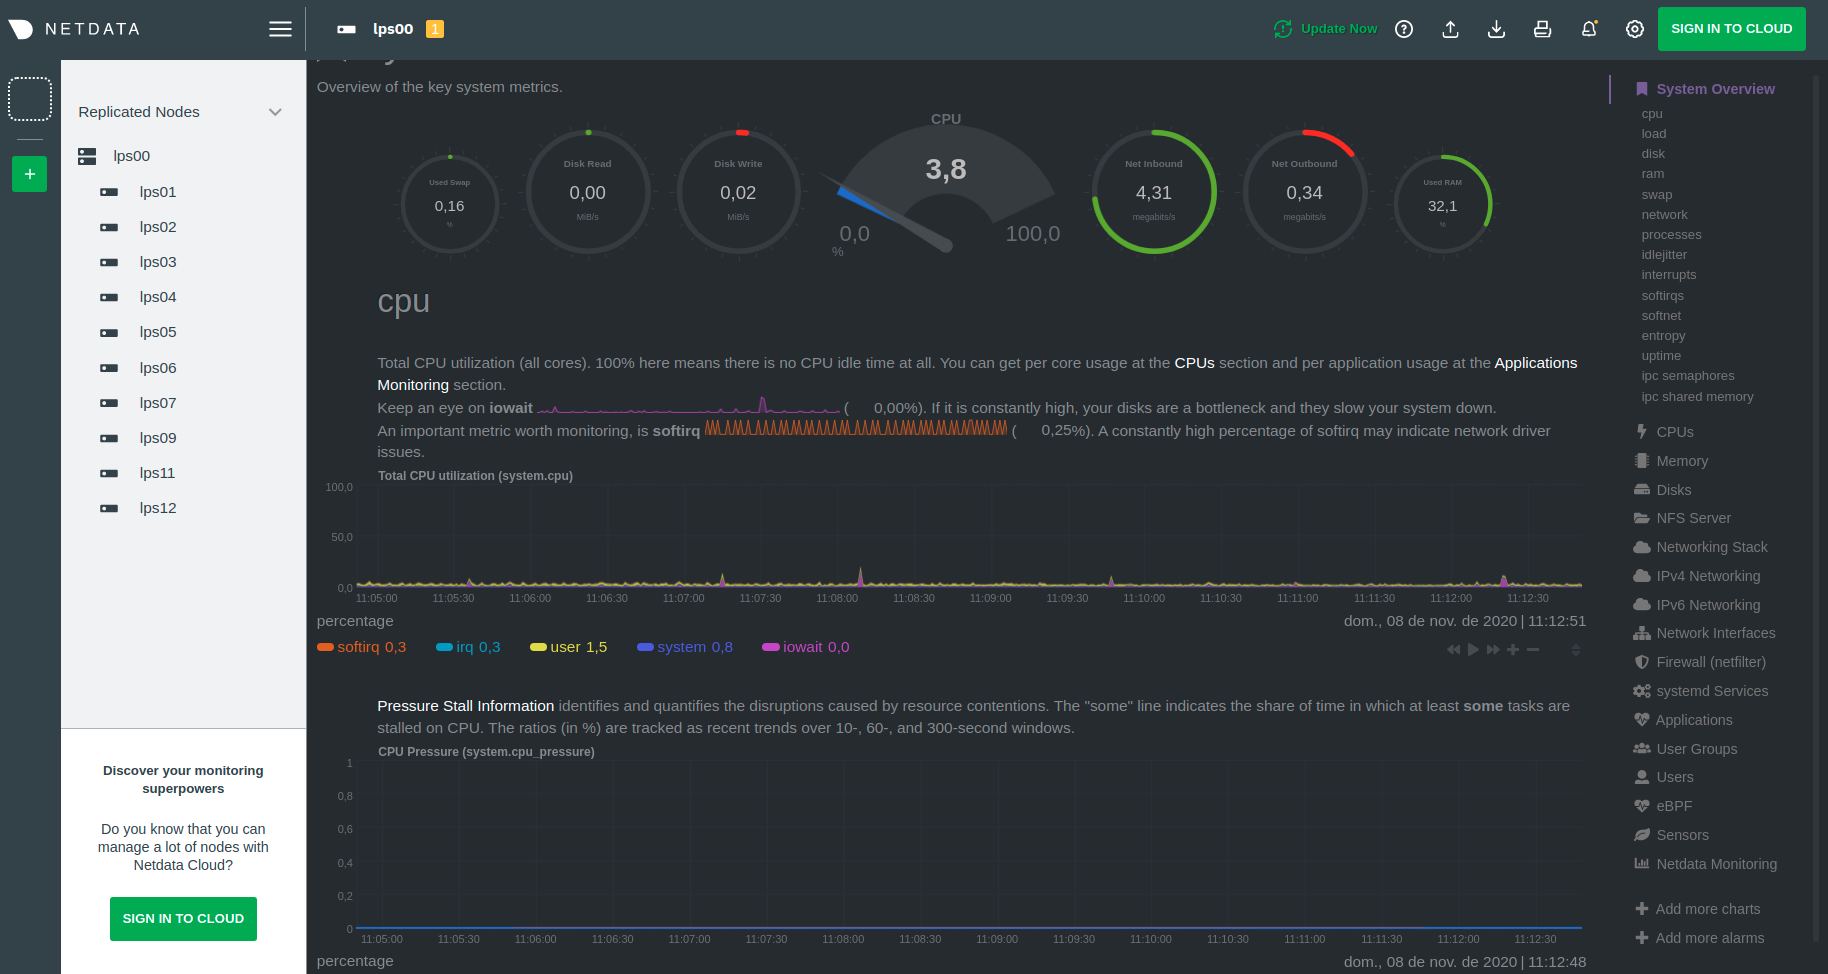 NETDATA
lps00
1
Update Now
SIGN IN TO CLOUD
Replicated Nodes
lps00
lps01
lps02
lps03
lps04
lps05
lps06
lps07
lps09
lps11
lps12
Discover your monitoring
superpowers
Do you know that you can
manage a lot of nodes with
Netdata Cloud?
SIGN IN TO CLOUD
+
Overview of the key system metrics.
Used Swap
0,16
%
Disk Read
0,00
MiB/s
Disk Write
0,02
MiB/s
CPU
3,8
0,0
100,0
%
Net Inbound
4,31
megabits/s
Net Outbound
0,34
megabits/s
Used RAM
32,1
%
cpu
Total CPU utilization (all cores). 100% here means there is no CPU idle time at all. You can get per core usage at the CPUs section and per application usage at the Applications
Monitoring section.
Keep an eye on iowait ( 0,00%). If it is constantly high, your disks are a bottleneck and they slow your system down.
An important metric worth monitoring, is softirq ( 0,25%). A constantly high percentage of softirq may indicate network driver
issues.
Total CPU utilization (system.cpu)
100,0
50,0
0,0
11:05:00 11:05:30 11:06:00 11:06:30 11:07:00 11:07:30 11:08:00 11:08:30 11:09:00 11:09:30 11:10:00 11:10:30 11:11:00 11:11:30 11:12:00 11:12:30
percentage
dom., 08 de nov. de 2020 | 11:12:51
softirq 0,3 irq 0,3 user 1,5 system 0,8 iowait 0,0
Pressure Stall Information identifies and quantifies the disruptions caused by resource contentions. The "some" line indicates the share of time in which at least some tasks are
stalled on CPU. The ratios (in %) are tracked as recent trends over 10-, 60-, and 300-second windows.
CPU Pressure (system.cpu_pressure)
1
0,8
0,6
0,4
0,2
0
11:05:00 11:05:30 11:06:00 11:06:30 11:07:00 11:07:30 11:08:00 11:08:30 11:09:00 11:09:30 11:10:00 11:10:30 11:11:00 11:11:30 11:12:00 11:12:30
percentage
dom., 08 de nov. de 2020 | 11:12:48
System Overview
cpu
load
disk
ram
swap
network
processes
idlejitter
interrupts
softirqs
softnet
entropy
uptime
ipc semaphores
ipc shared memory
CPUs
Memory
Disks
NFS Server
Networking Stack
IPv4 Networking
IPv6 Networking
Network Interfaces
Firewall (netfilter)
systemd Services
Applications
User Groups
Users
eBPF
Sensors
Netdata Monitoring
Add more charts
Add more alarms